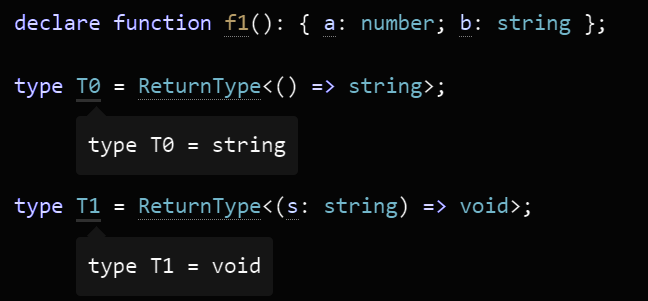 declare function f1(): { a: number; b: string };
type T0 = ReturnType<() => string>;
type T0 = string
type T1 = ReturnType<(s: string) => void>;
type T1 = void